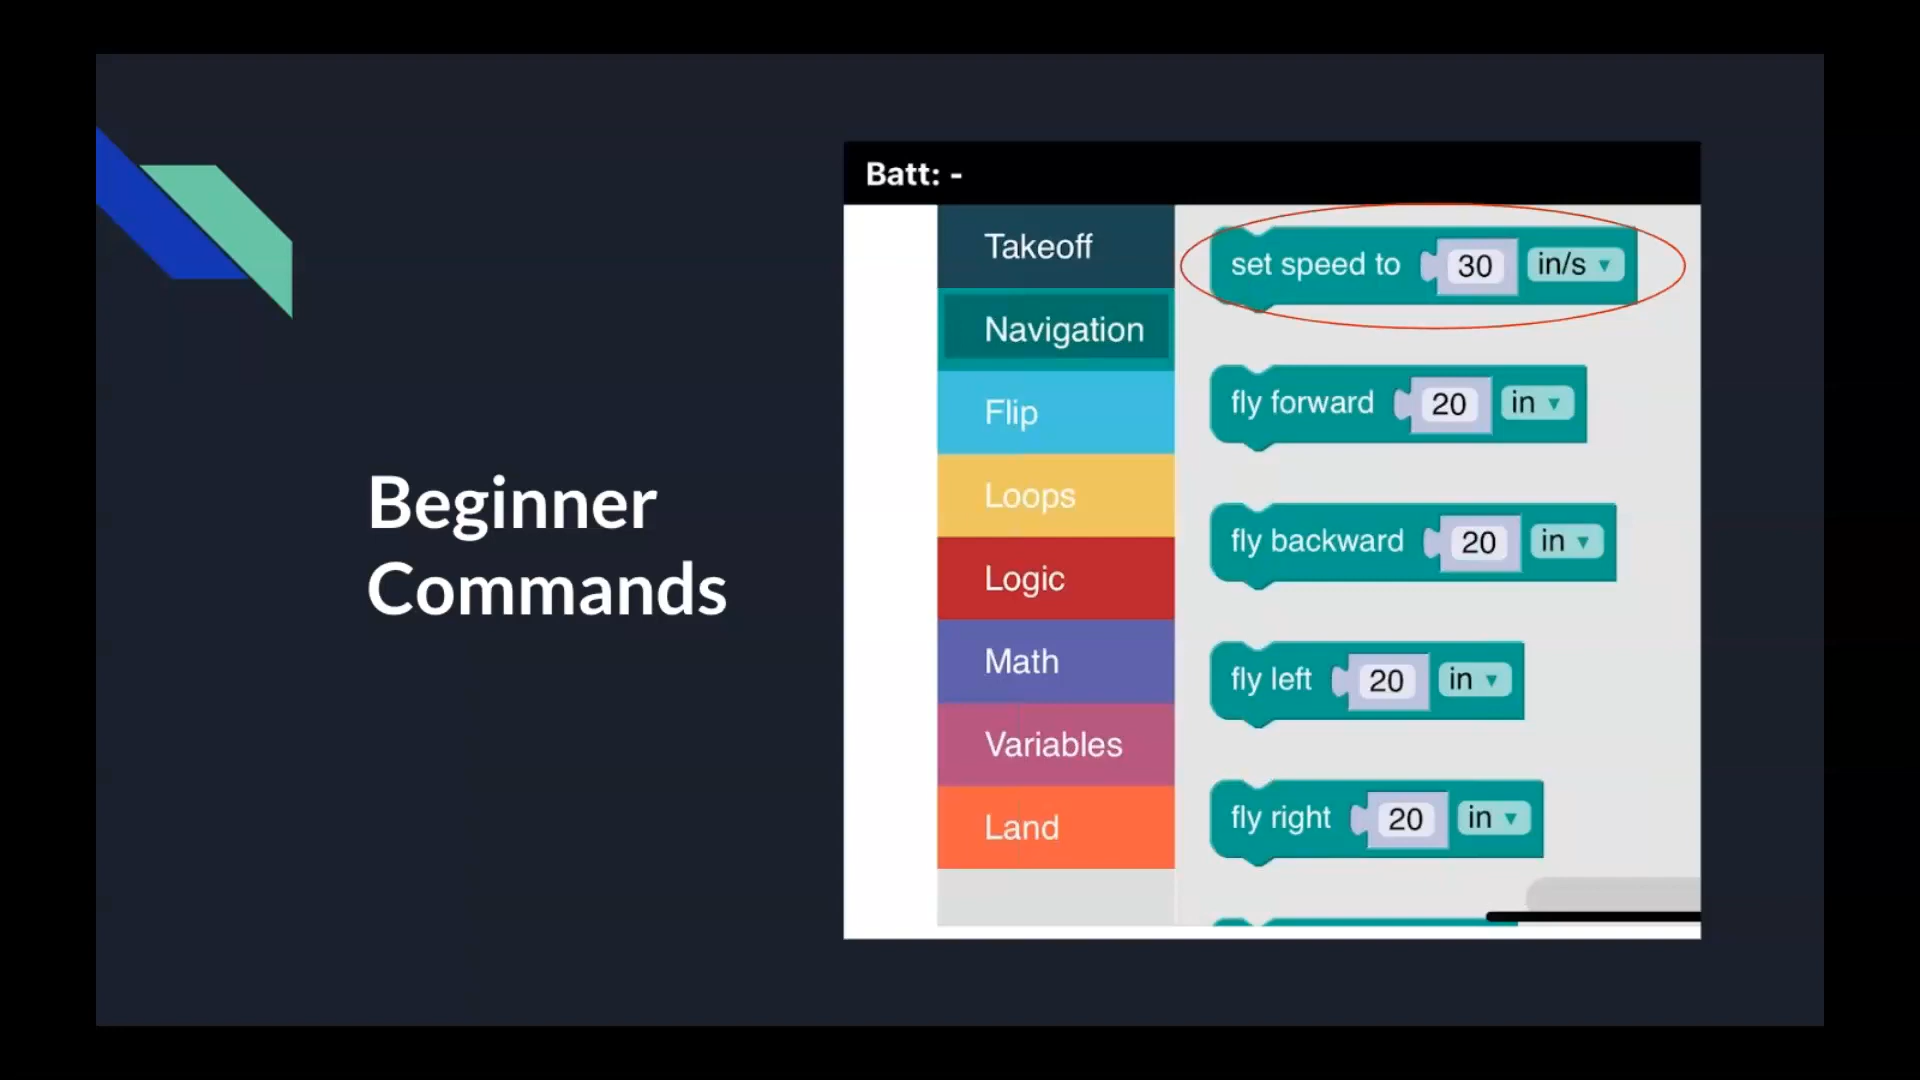 Beginner
Commands
Batt: -
Takeoff
Navigation
Flip
Loops
Logic
Math
Variables
Land
set speed to 30 in/s
fly forward 20 in
fly backward 20 in
fly left 20 in
fly right 20 in